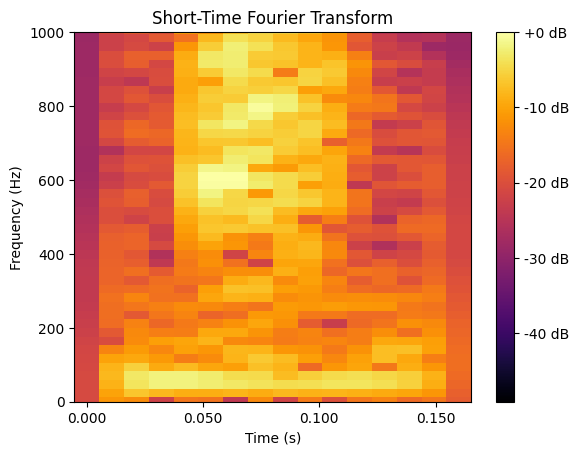 Short-Time Fourier Transform
1000
800
600
400
200
0
Frequency (Hz)
0.000
0.050
0.100
0.150
Time (s)
+0 dB
-10 dB
-20 dB
-30 dB
-40 dB